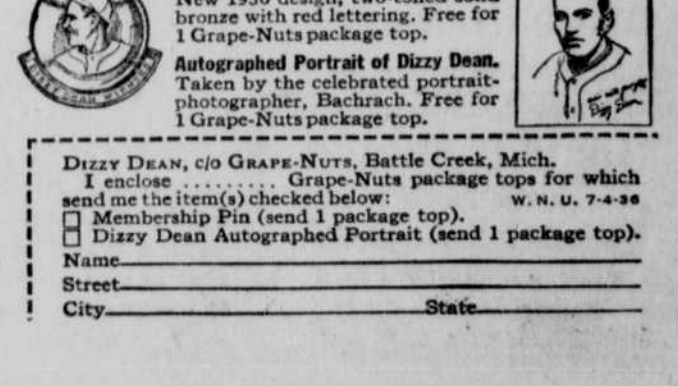 New 1936 design, two-toned solid
bronze with red lettering. Free for
1 Grape-Nuts package top.
Autographed Portrait of Dizzy Dean.
Taken by the celebrated portrait-
photographer, Bachrach. Free for
1 Grape-Nuts package top.
DIZZY DEAN, c/o GRAPE-NUTS, Battle Creek, Mich.
I enclose ......... Grape-Nuts package tops for which
send me the item(s) checked below: W. N. U. 7-4-36
Membership Pin (send 1 package top).
Dizzy Dean Autographed Portrait (send 1 package top).
Name
Street
City State